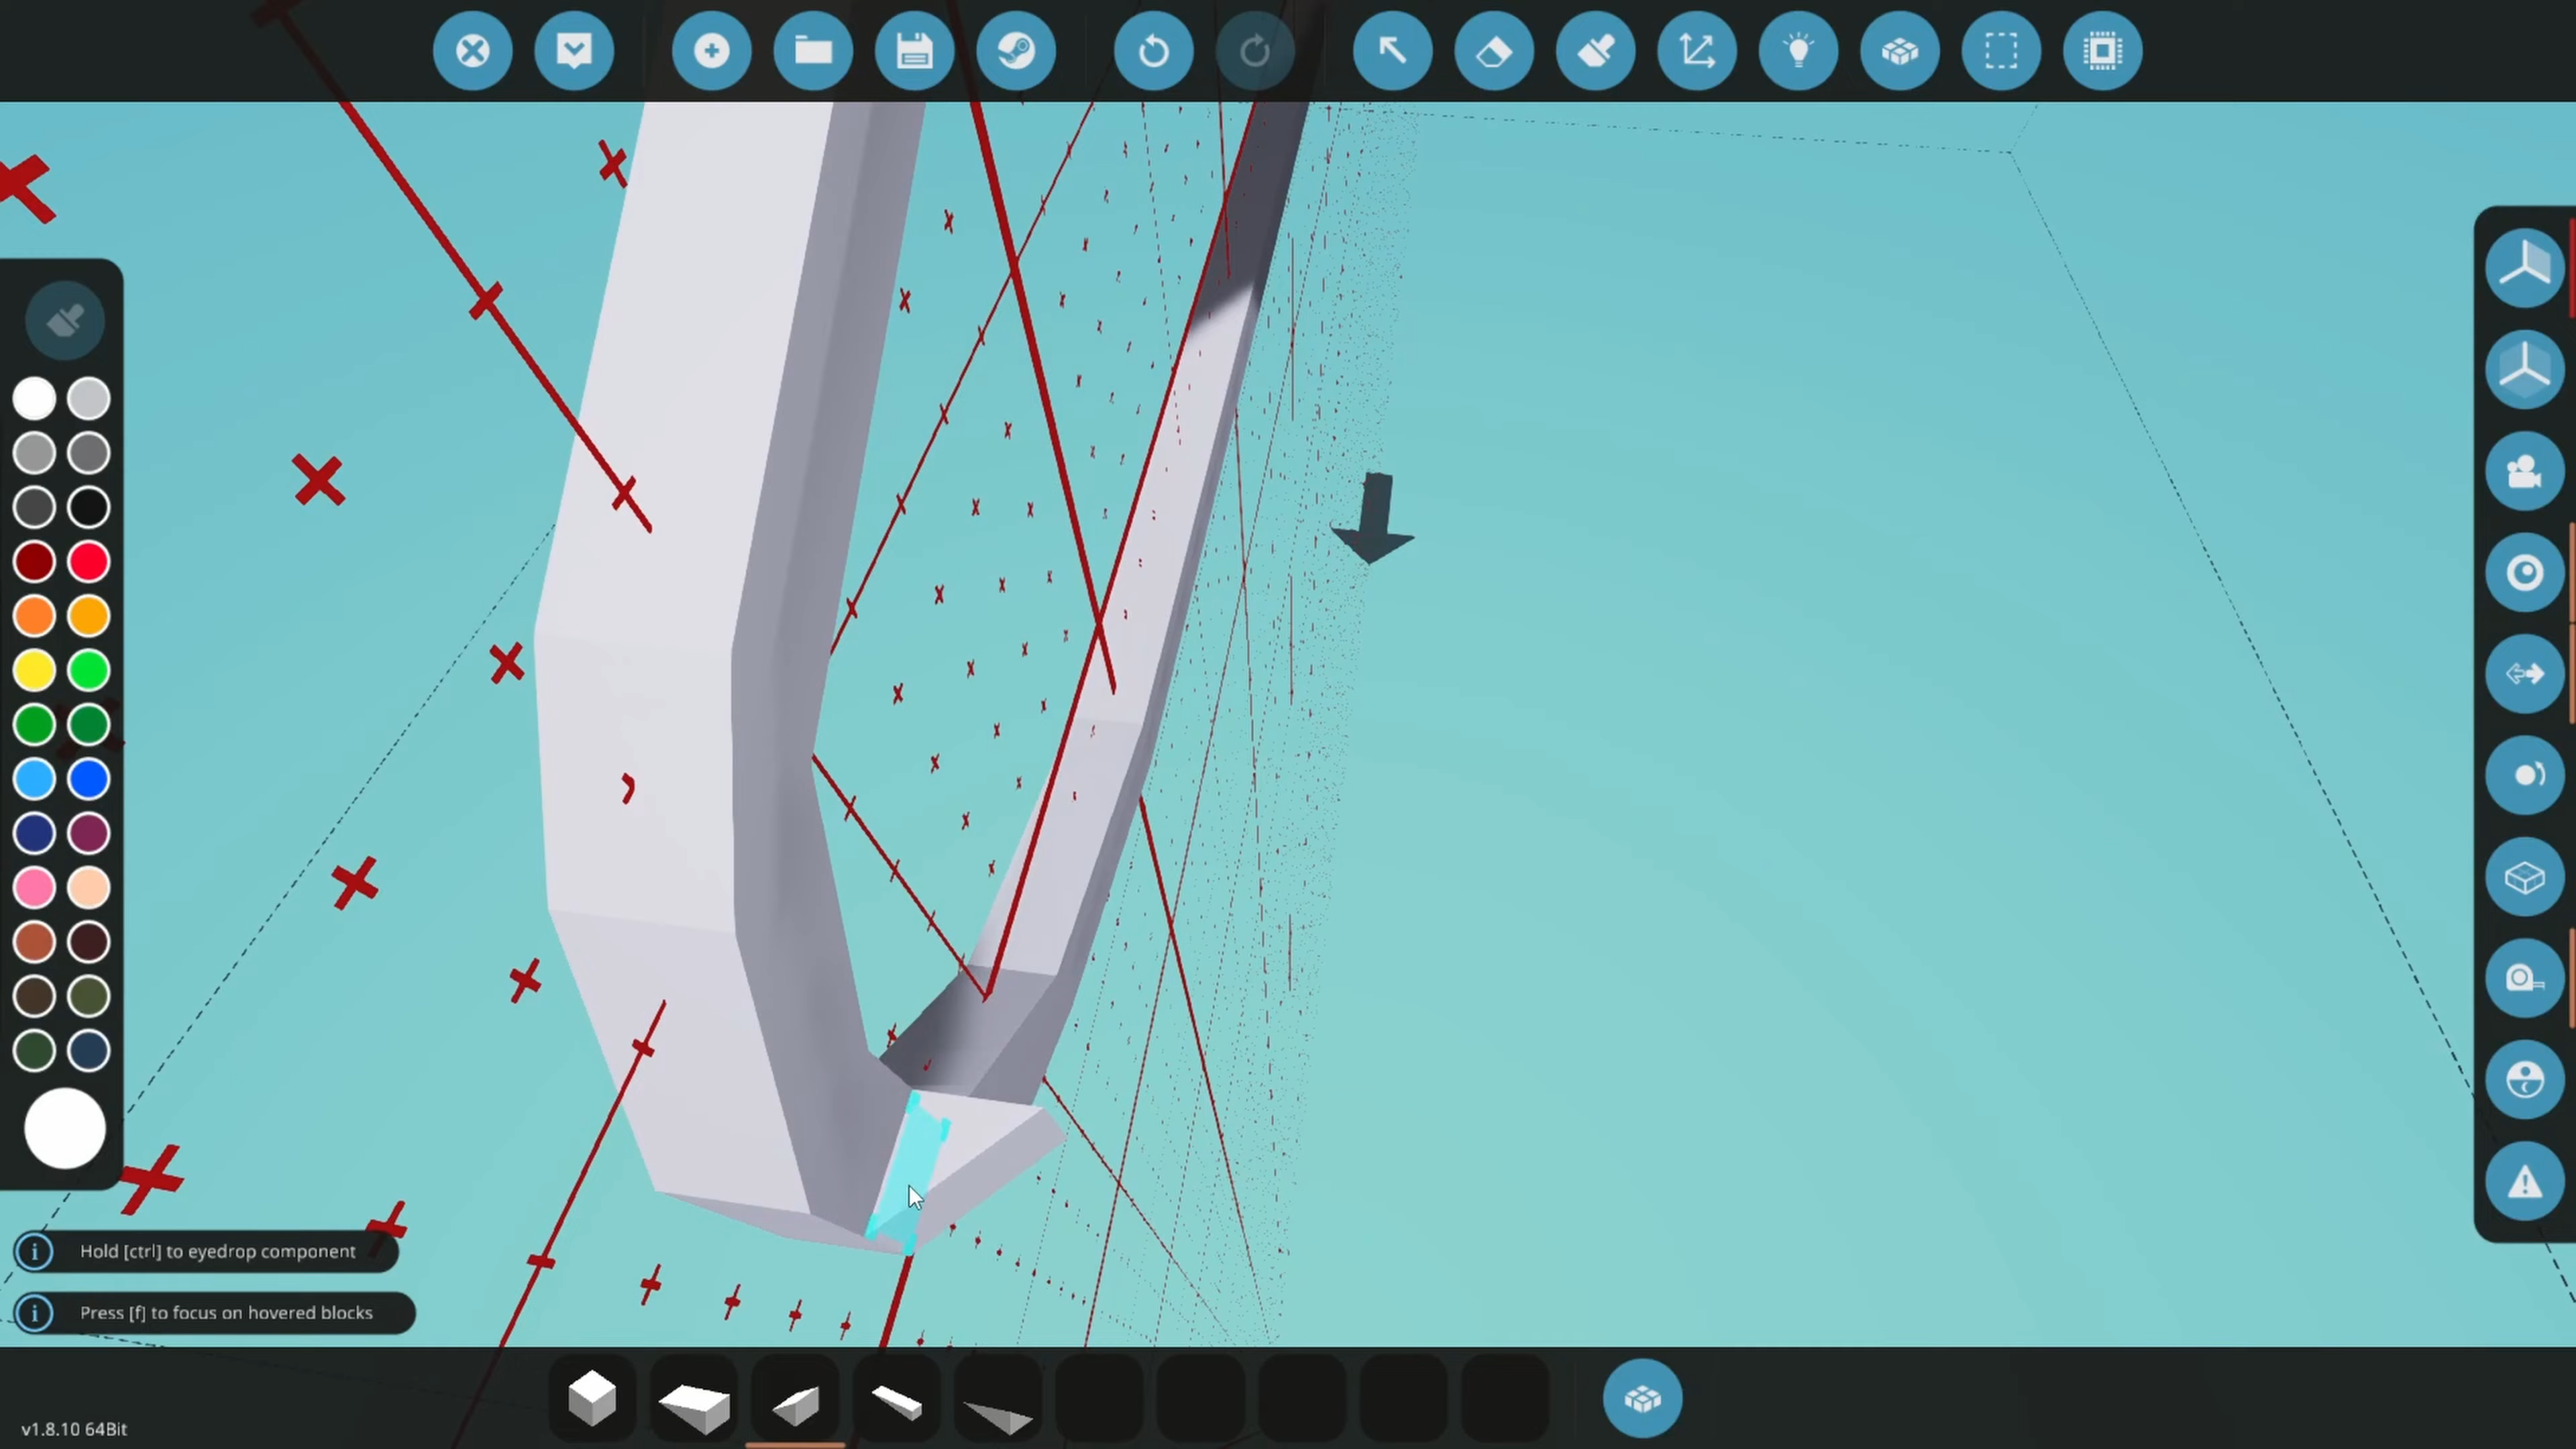 Hold [ctrl] to eyedrop component
Press [f] to focus on hovered blocks
v1.8.10 64Bit